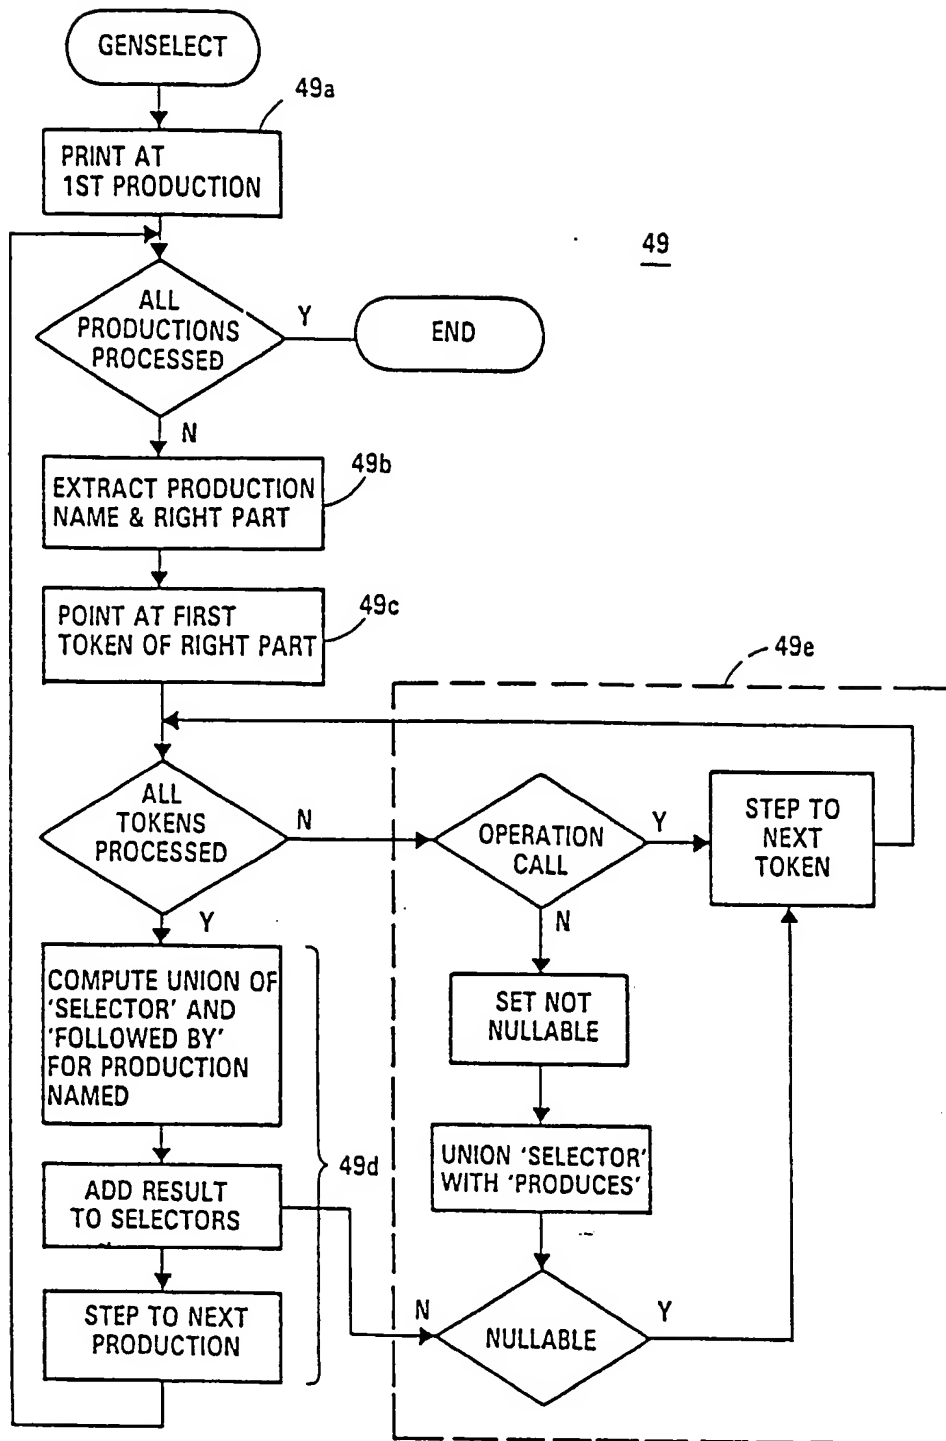 GENSELECT
49a
PRINT AT
1ST PRODUCTION
49
ALL
PRODUCTIONS
PROCESSED
Y
END
N
49b
EXTRACT PRODUCTION
NAME & RIGHT PART
49c
POINT AT FIRST
TOKEN OF RIGHT PART
49e
ALL
TOKENS
PROCESSED
N
OPERATION
CALL
Y
STEP TO
NEXT
TOKEN
Y
N
COMPUTE UNION OF
'SELECTOR' AND
'FOLLOWED BY'
FOR PRODUCTION
NAMED
SET NOT
NULLABLE
49d
UNION 'SELECTOR'
WITH 'PRODUCES'
ADD RESULT
TO SELECTORS
STEP TO NEXT
PRODUCTION
N
NULLABLE
Y